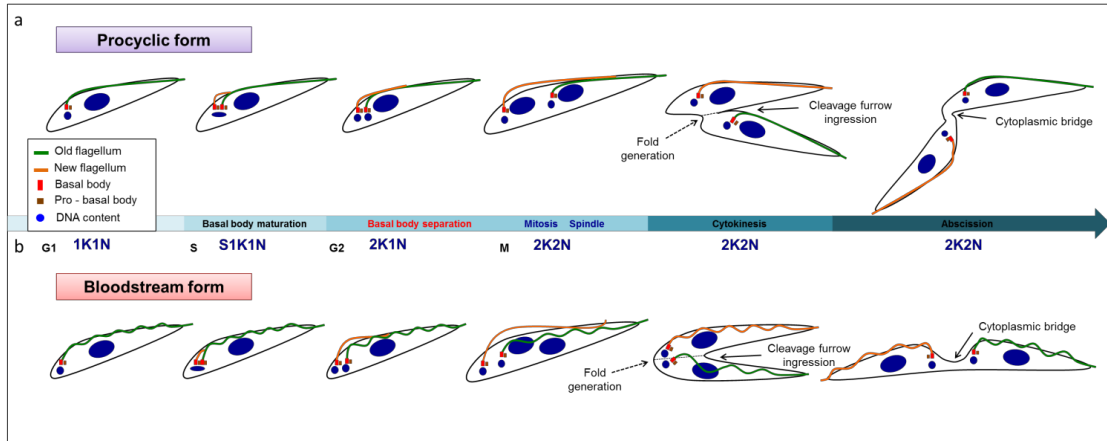 a
Procyclic form
Cleavage furrow
ingression
Fold
generation
Cytoplasmic bridge
Old flagellum
New flagellum
Basal body
Pro - basal body
DNA content
Basal body maturation
Basal body separation
Mitosis Spindle
Cytokinesis
Abscission
b
G1 1K1N
S S1K1N
G2 2K1N
M 2K2N
2K2N
2K2N
Bloodstream form
Fold
generation
Cleavage furrow
ingression
Cytoplasmic bridge